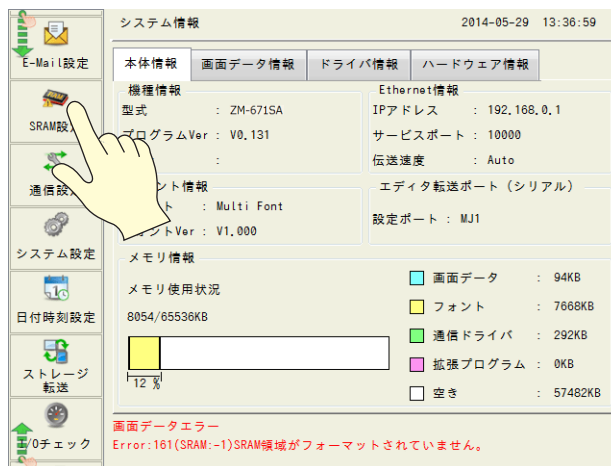 システム情報 2014-05-29 13:36:59
E-Mail設定
SRAM設
通信設
システム設定
日付時刻設定
ストレージ
転送
I/Oチェック
本体情報 画面データ情報 ドライバ情報 ハードウェア情報
機種情報
型式 : ZM-671SA
プログラムVer : V0.131
:
ント情報
: Multi Font
Ver : V1.000
Ethernet情報
IPアドレス : 192.168.0.1
サービスポート : 10000
伝送速度 : Auto
エディタ転送ポート (シリアル)
設定ポート : MJ1
メモリ情報
メモリ使用状況
8054/65536KB
12 %
画面データ : 94KB
フォント : 7668KB
通信ドライバ : 292KB
拡張プログラム : 0KB
空き : 57482KB
画面データエラー
Error:161(SRAM:-1)SRAM領域がフォーマットされていません。